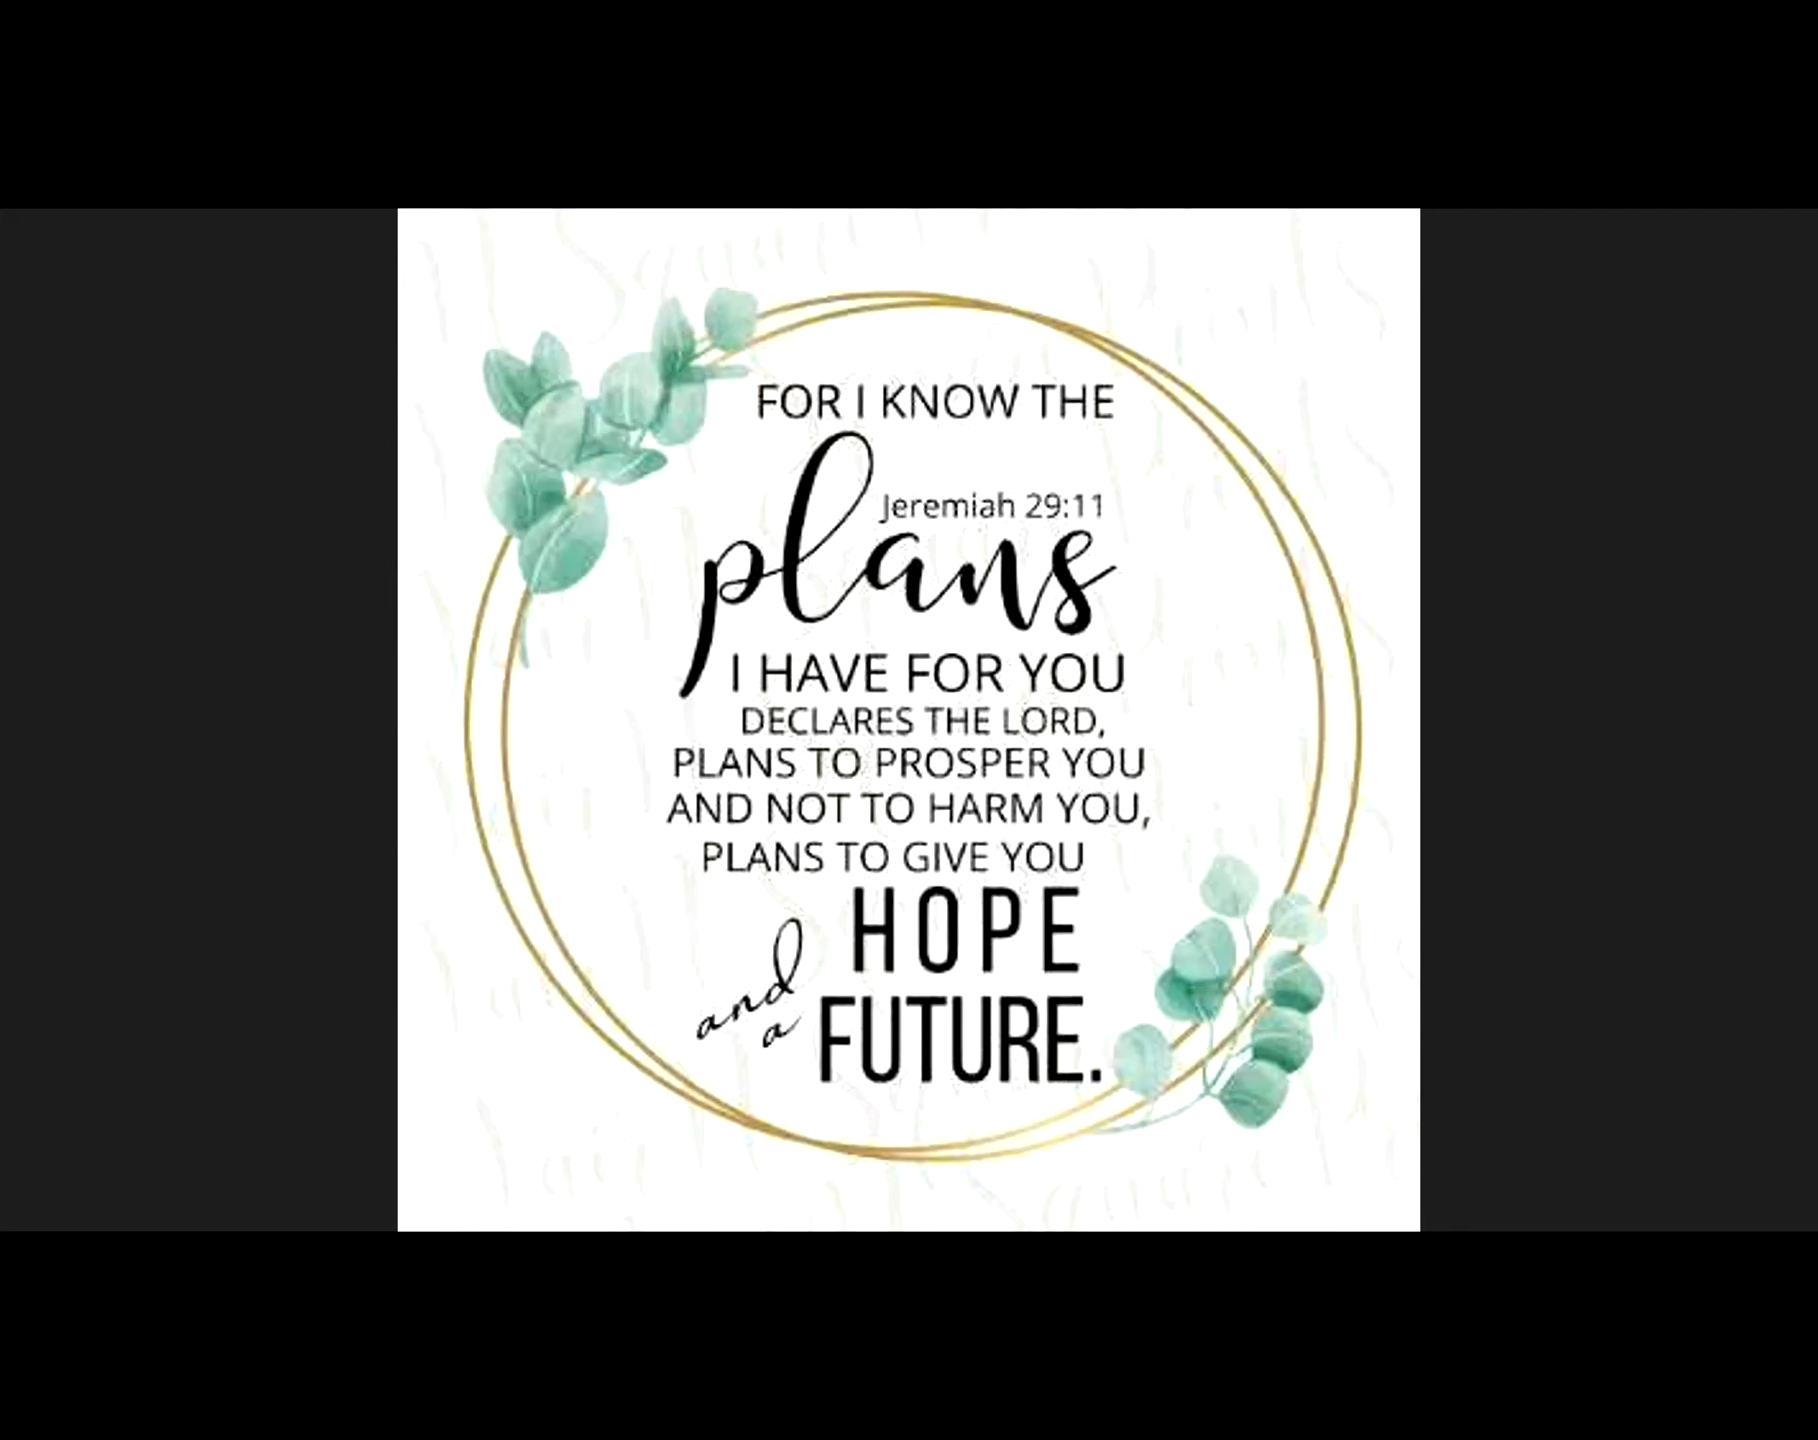 FOR I KNOW THE
Jeremiah 29:11
plans
I HAVE FOR YOU
DECLARES THE LORD,
PLANS TO PROSPER YOU
AND NOT TO HARM YOU,
PLANS TO GIVE YOU
HOPE
and
a FUTURE.